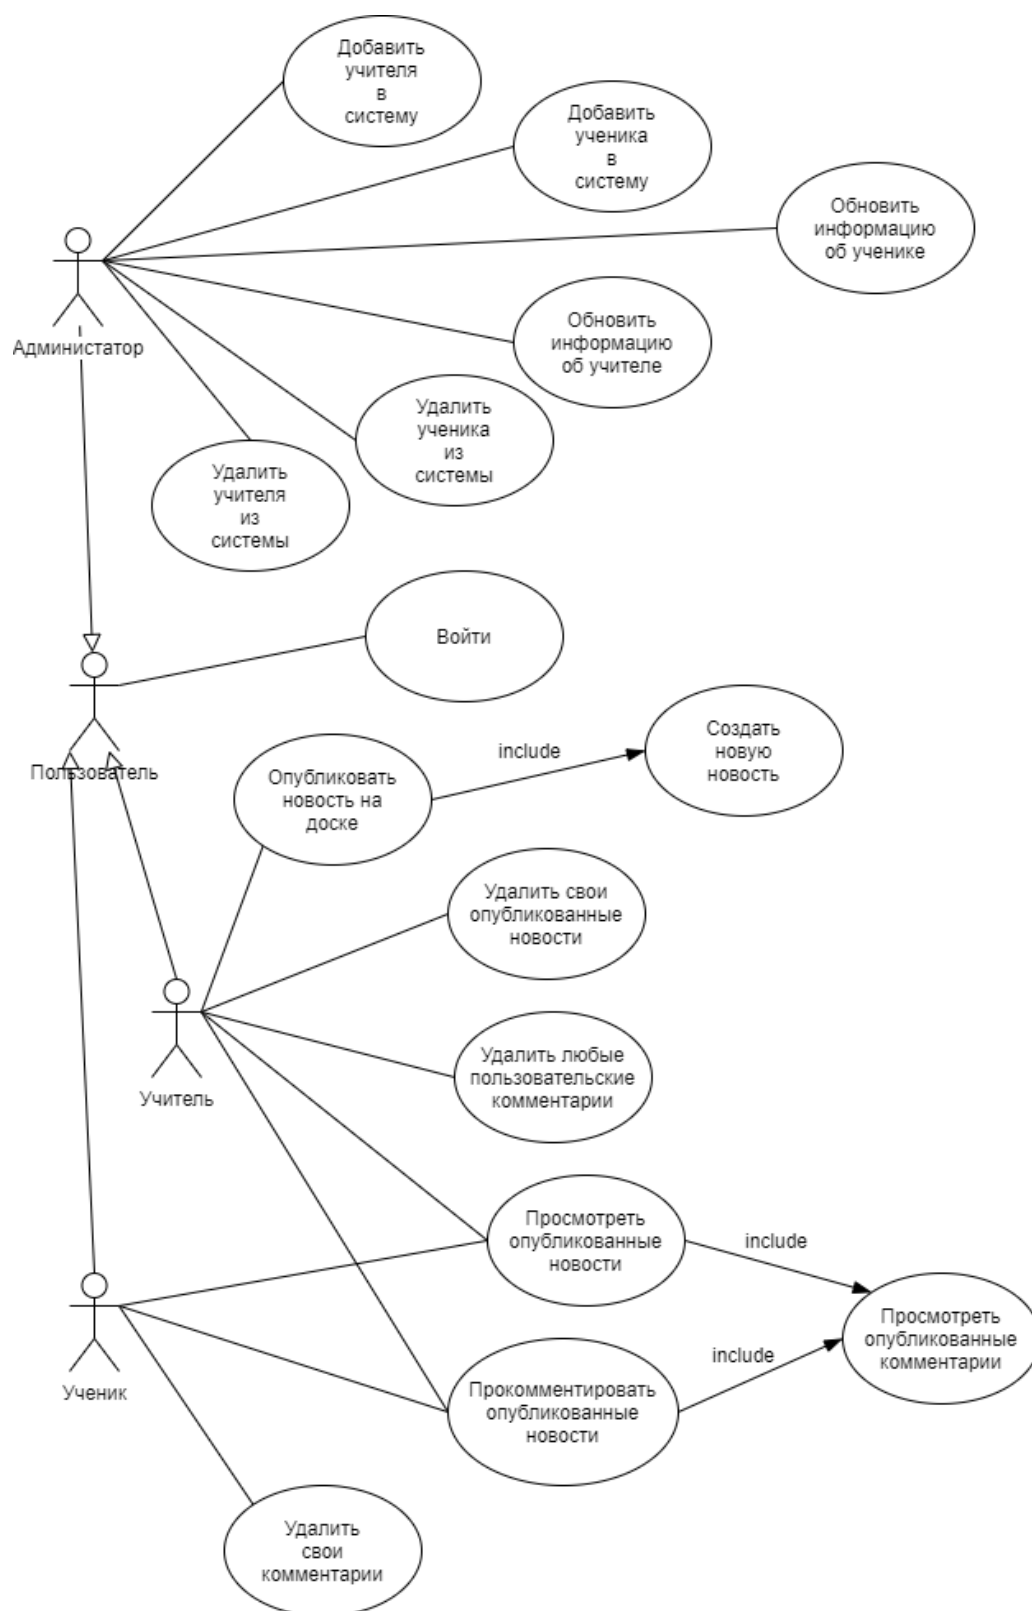 Добавить
учителя
в
систему
Добавить
ученика
в
систему
Обновить
информацию
об ученике
Администатор
Обновить
информацию
об учителе
Удалить
ученика
из
системы
Удалить
учителя
из
системы
Войти
Пользователь
Создать
новую
новость
include
Опубликовать
новость на
доске
Удалить свои
опубликованные
новости
Учитель
Удалить любые
пользовательские
комментарии
Просмотреть
опубликованные
новости
include
Просмотреть
опубликованные
комментарии
include
Ученик
Прокомментировать
опубликованные
новости
Удалить
свои
комментарии